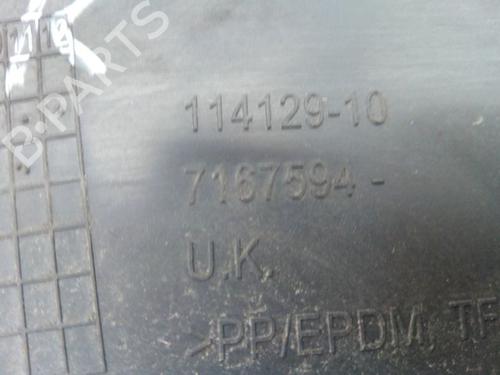 114129-10
7167594-
U.K.
>PP/EPDM, TF
B-PARTS